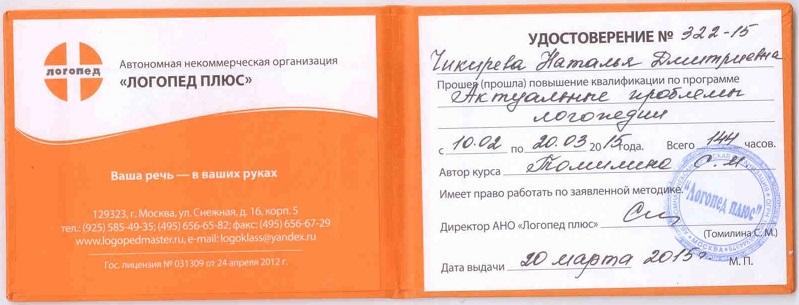 логопед
Автономная некоммерческая организация
«ЛОГОПЕД ПЛЮС»
Ваша речь — в ваших руках
129323, г. Москва, ул. Снежная, д. 16, корп. 5
тел.: (925) 585-49-35; (495) 656-65-82; факс: (495) 656-67-29
www.logopedmaster.ru, e-mail: logoklass@yandex.ru
Гос. лицензия № 031309 от 24 апреля 2012 г.
УДОСТОВЕРЕНИЕ № 322-15
Чикирева Наталья Дмитриевна
Прошел (прошла) повышение квалификации по программе
Актуальные проблемы
логопедии
с 10.02 по 20.03 2015года. Всего 144 часов.
Автор курса Томилина С. М
Имеет право работать по заявленной методике.
"Логопед плюс"
МОСКВА
Директор АНО «Логопед плюс» (Томилина С. М.)
Дата выдачи 20 марта 2015г. М. П.